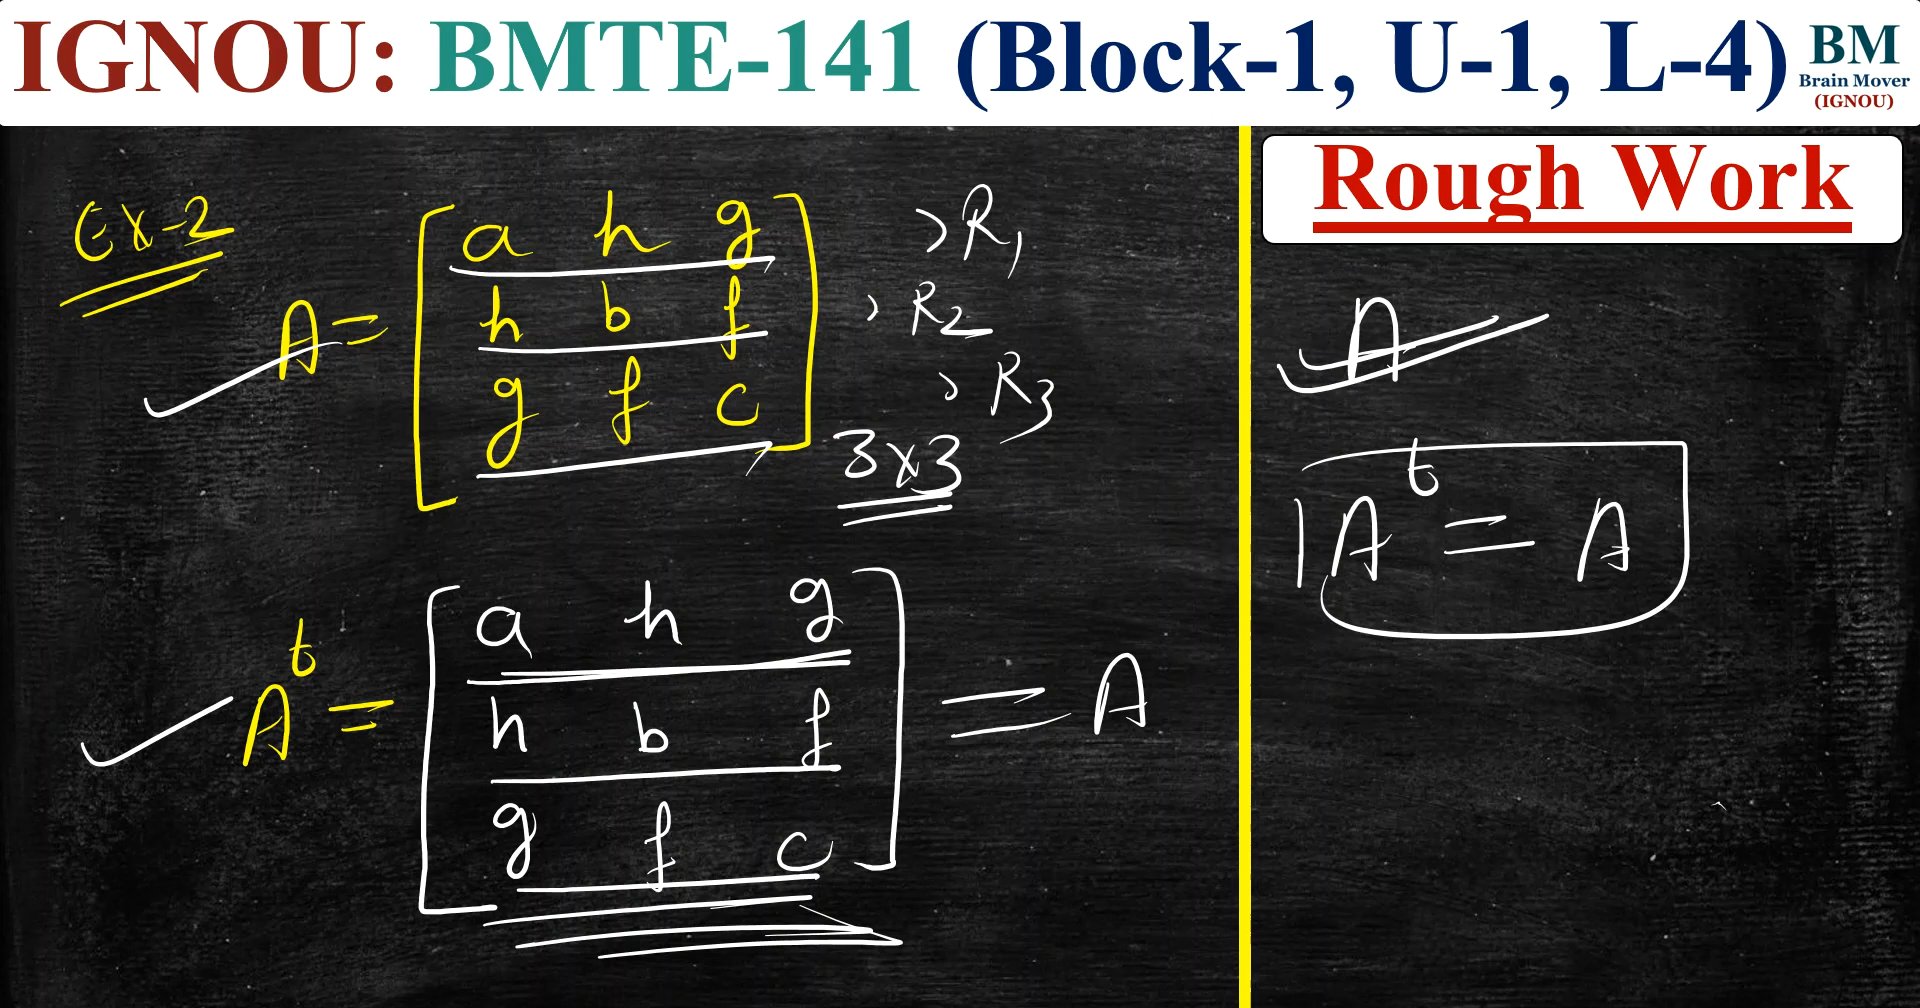 IGNOU: BMTE-141 (Block-1, U-1, L-4)
BM
Brain Mover
(IGNOU)
Rough Work
Ex-2
A = [ a h g
h b f
g f c ] 3x3
> R1
> R2
> R3
A^t = [ a h g
h b f
g f c ] = A
A
A^t = A